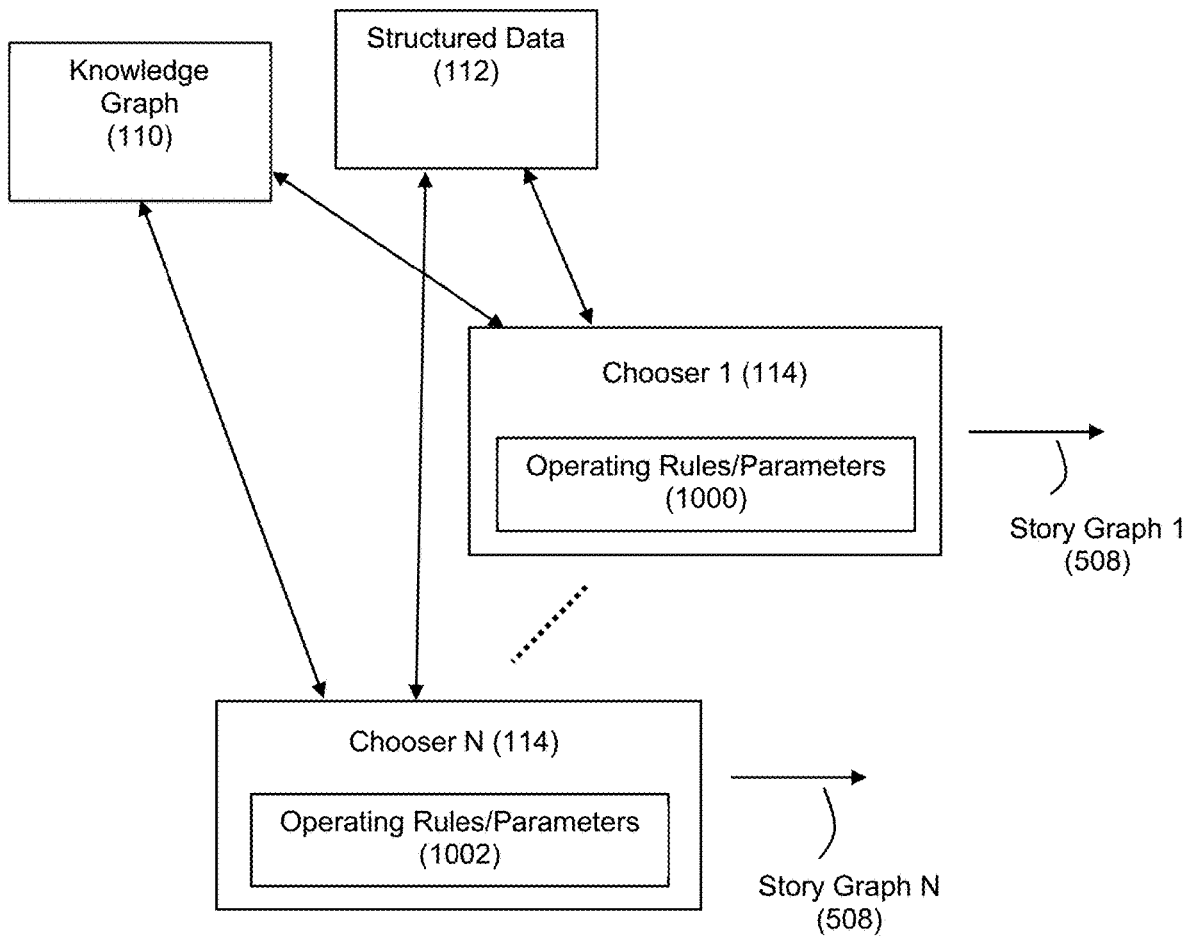 Knowledge
Graph
(110)
Structured Data
(112)
Chooser 1 (114)
Operating Rules/Parameters
(1000)
Story Graph 1
(508)
Chooser N (114)
Operating Rules/Parameters
(1002)
Story Graph N
(508)